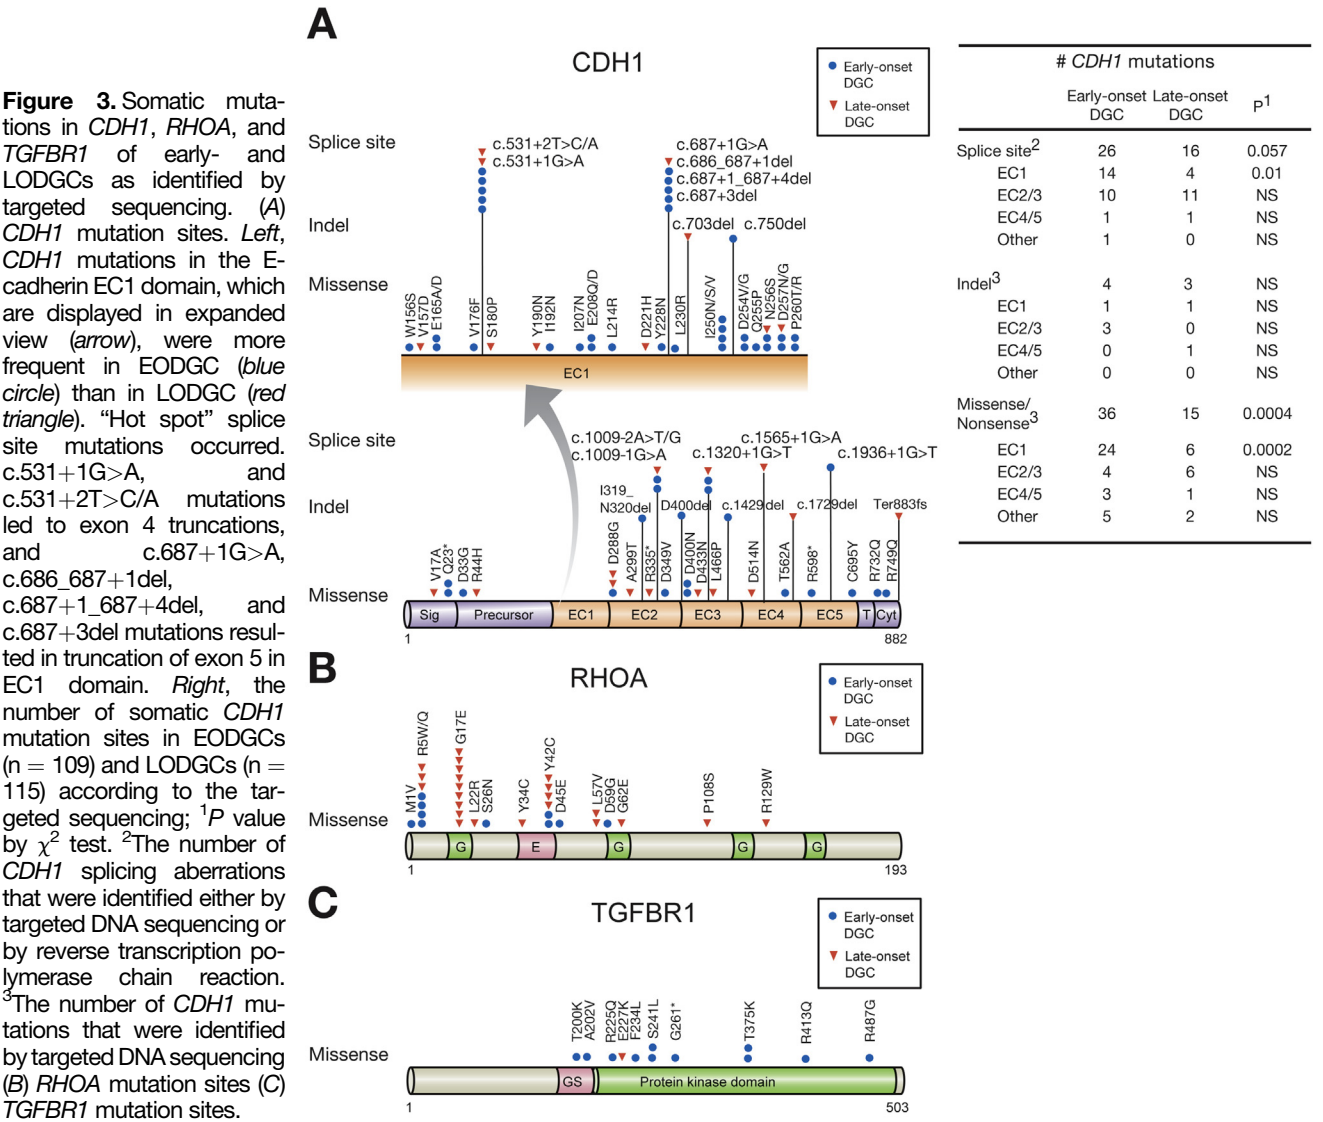 Figure 3. Somatic muta-
tions in CDH1, RHOA, and
TGFBR1 of early- and
LODGCs as identified by
targeted sequencing. (A)
CDH1 mutation sites. Left,
CDH1 mutations in the E-
cadherin EC1 domain, which
are displayed in expanded
view (arrow), were more
frequent in EODGC (blue
circle) than in LODGC (red
triangle). “Hot spot” splice
site mutations occurred.
c.531+1G>A, and
c.531+2T>C/A mutations
led to exon 4 truncations,
and c.687+1G>A,
c.686_687+1del,
c.687+1_687+4del, and
c.687+3del mutations resul-
ted in truncation of exon 5 in
EC1 domain. Right, the
number of somatic CDH1
mutation sites in EODGCs
(n = 109) and LODGCs (n =
115) according to the tar-
geted sequencing; 1P value
by χ2 test. 2The number of
CDH1 splicing aberrations
that were identified either by
targeted DNA sequencing or
by reverse transcription po-
lymerase chain reaction.
3The number of CDH1 mu-
tations that were identified
by targeted DNA sequencing
(B) RHOA mutation sites (C)
TGFBR1 mutation sites.
A
CDH1
Early-onset
DGC
Late-onset
DGC
Splice site
c.531+2T>C/A
c.531+1G>A
c.687+1G>A
c.686_687+1del
c.687+1_687+4del
c.687+3del
Indel
c.703del
c.750del
Missense
W156S
V157D
E165A/D
V176F
S180P
Y190N
I192N
I207N
E208Q/D
L214R
D221H
Y228N
L230R
I250N/S/V
D254V/G
Q255P
N256S
D257N/G
P260T/R
EC1
Splice site
c.1009-2A>T/G
c.1009-1G>A
c.1320+1G>T
c.1565+1G>A
c.1936+1G>T
Indel
I319_
N320del
D400del
c.1429del
c.1729del
Ter883fs
Missense
V17A
Q23*
D33G
R44H
D288G
A299T
R335*
D349V
D400N
D433N
L466P
D514N
T562A
R598*
C695Y
R732Q
R749Q
Sig Precursor EC1 EC2 EC3 EC4 EC5 T Cyt
1 882
# CDH1 mutations
Early-onset DGC Late-onset DGC P1
Splice site2 26 16 0.057
EC1 14 4 0.01
EC2/3 10 11 NS
EC4/5 1 1 NS
Other 1 0 NS
Indel3 4 3 NS
EC1 1 1 NS
EC2/3 3 0 NS
EC4/5 0 1 NS
Other 0 0 NS
Missense/
Nonsense3 36 15 0.0004
EC1 24 6 0.0002
EC2/3 4 6 NS
EC4/5 3 1 NS
Other 5 2 NS
B
RHOA
Early-onset
DGC
Late-onset
DGC
Missense
M1V
R5W/Q
G17E
L22R
S26N
Y34C
Y42C
D45E
L57V
D59G
G62E
P108S
R129W
G E G G G
1 193
C
TGFBR1
Early-onset
DGC
Late-onset
DGC
Missense
T200K
A202V
R225Q
E227K
F234L
S241L
G261*
T375K
R413Q
R487G
GS Protein kinase domain
1 503